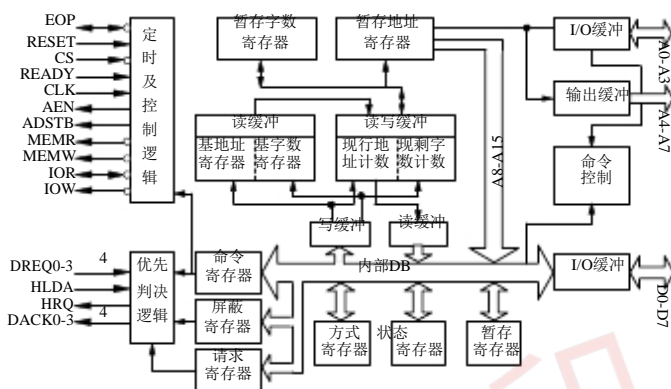 EOP
RESET
CS
READY
CLK
AEN
ADSTB
MEMR
MEMW
IOR
IOW
定时及控制逻辑
暂存字数
寄存器
暂存地址
寄存器
I/O缓冲
A0-A3
输出缓冲
A4-A7
读缓冲
基地址
寄存器
基字数
寄存器
读写缓冲
现行地
址计数
现剩字
数计数
A8-A15
命令
控制
写缓冲
读缓冲
DREQ0-3
4
HLDA
HRQ
4
DACK0-3
优先
判决
逻辑
命令
寄存器
内部DB
I/O缓冲
D0-D7
屏蔽
寄存器
请求
寄存器
方式
寄存器
状态
寄存器
暂存
寄存器